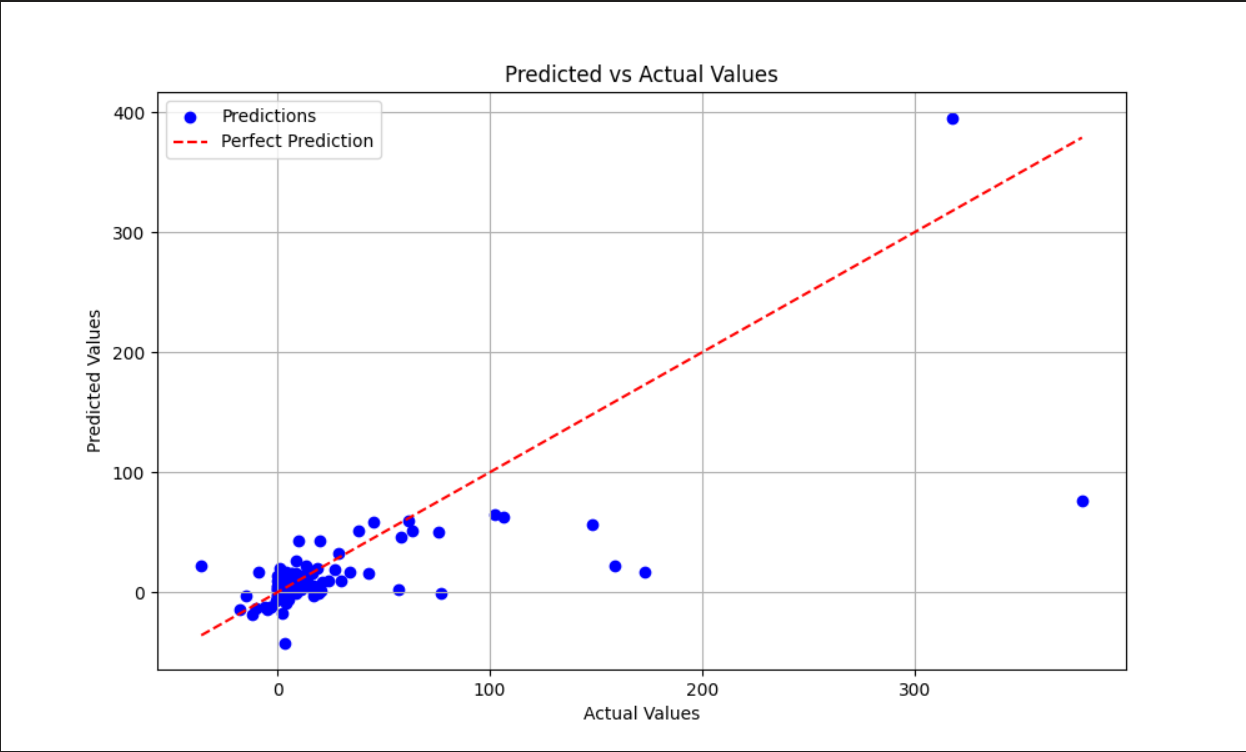 Predicted vs Actual Values
Predictions
Perfect Prediction
400
300
200
100
0
Predicted Values
0
100
200
300
Actual Values